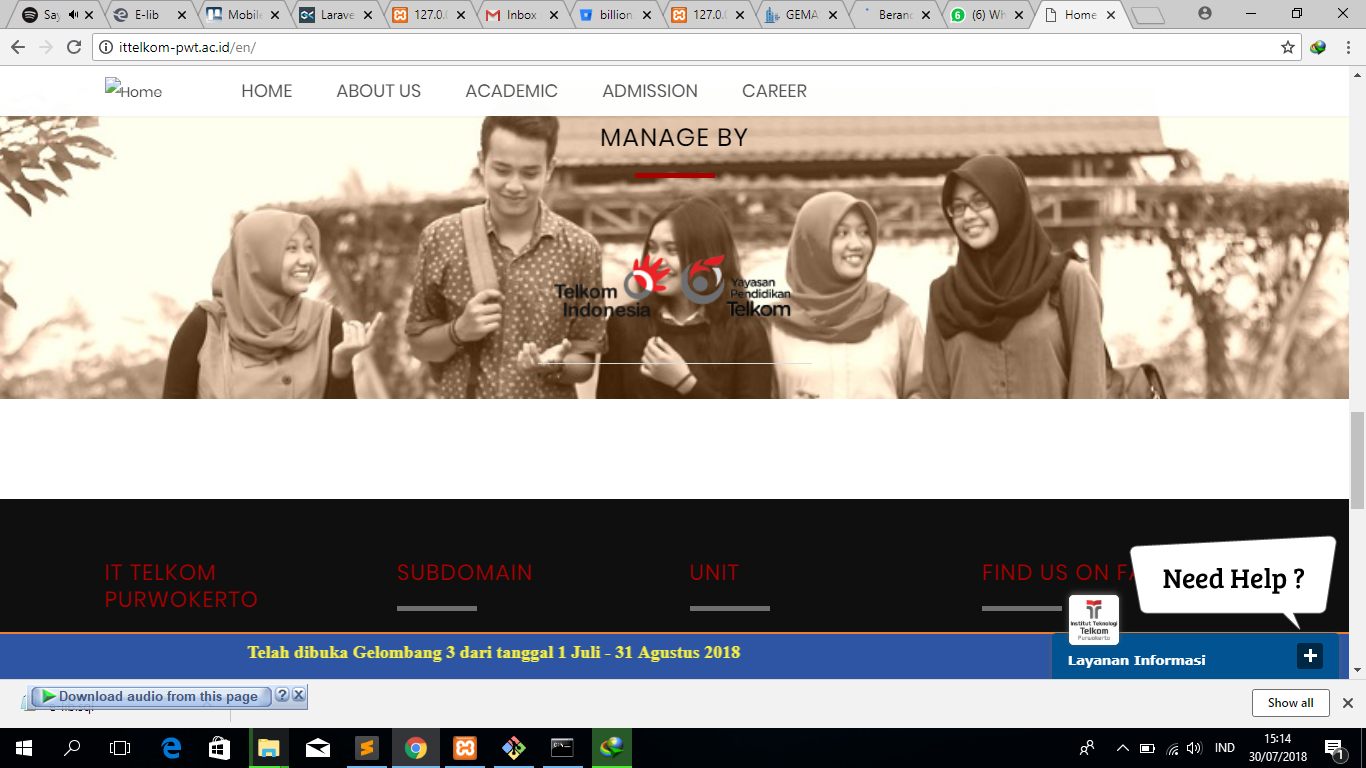 Say
E-lib
Mobile
Larave
127.0.0
Inbox
billion
127.0.
GEMA
Beranc
(6) Wh
Home
ittelkom-pwt.ac.id/en/
Home
HOME
ABOUT US
ACADEMIC
ADMISSION
CAREER
MANAGE BY
Telkom
Indonesia
Yayasan
Pendidikan
Telkom
IT TELKOM
PURWOKERTO
SUBDOMAIN
UNIT
FIND US ON FA
Need Help ?
Institut Teknologi
Telkom
Purwokerto
Telah dibuka Gelombang 3 dari tanggal 1 Juli - 31 Agustus 2018
Layanan Informasi
Download audio from this page
Show all
IND
15:14
30/07/2018
1